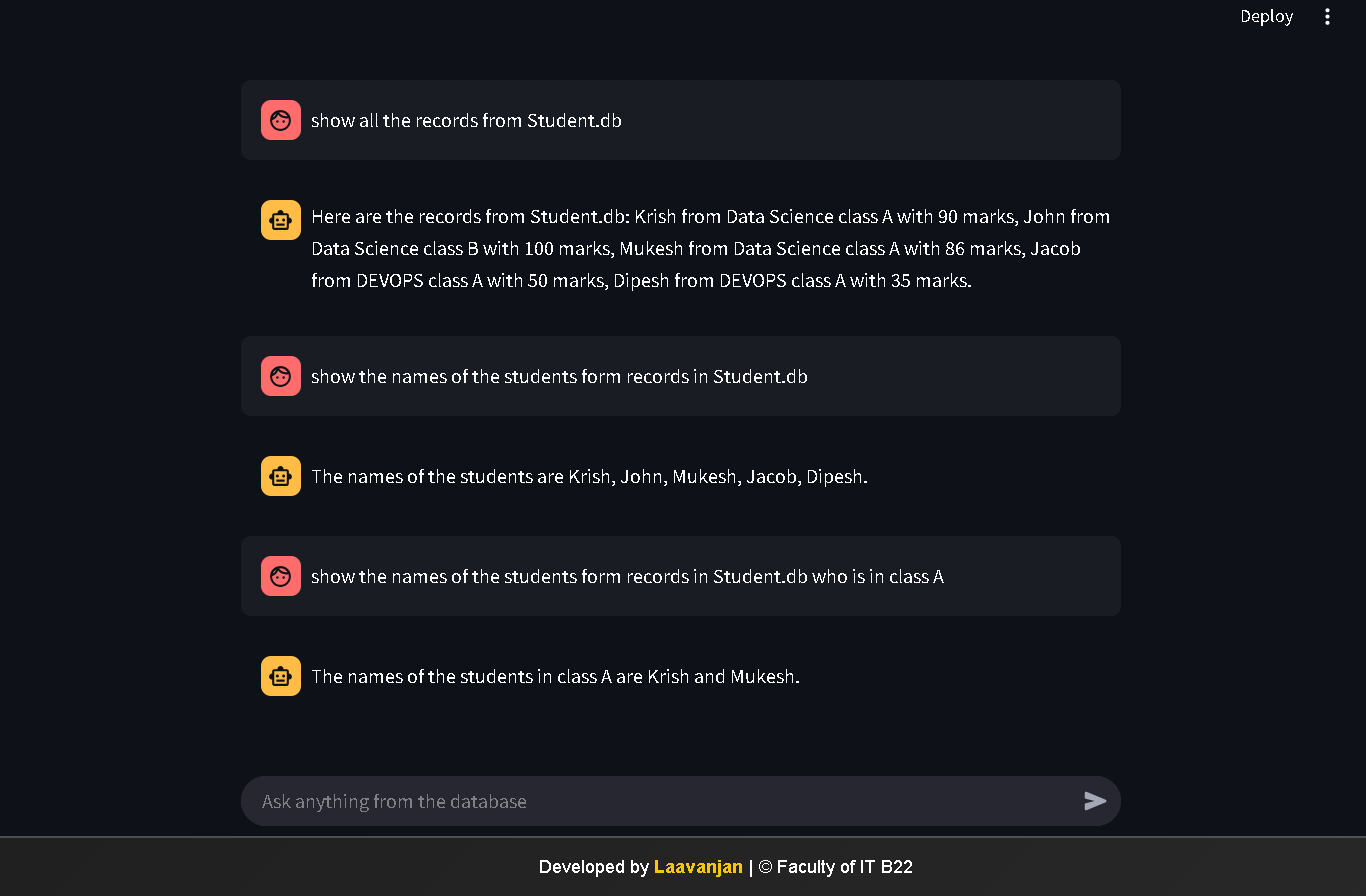 Deploy
show all the records from Student.db
Here are the records from Student.db: Krish from Data Science class A with 90 marks, John from
Data Science class B with 100 marks, Mukesh from Data Science class A with 86 marks, Jacob
from DEVOPS class A with 50 marks, Dipesh from DEVOPS class A with 35 marks.
show the names of the students form records in Student.db
The names of the students are Krish, John, Mukesh, Jacob, Dipesh.
show the names of the students form records in Student.db who is in class A
The names of the students in class A are Krish and Mukesh.
Ask anything from the database
Developed by Laavanjan | © Faculty of IT B22